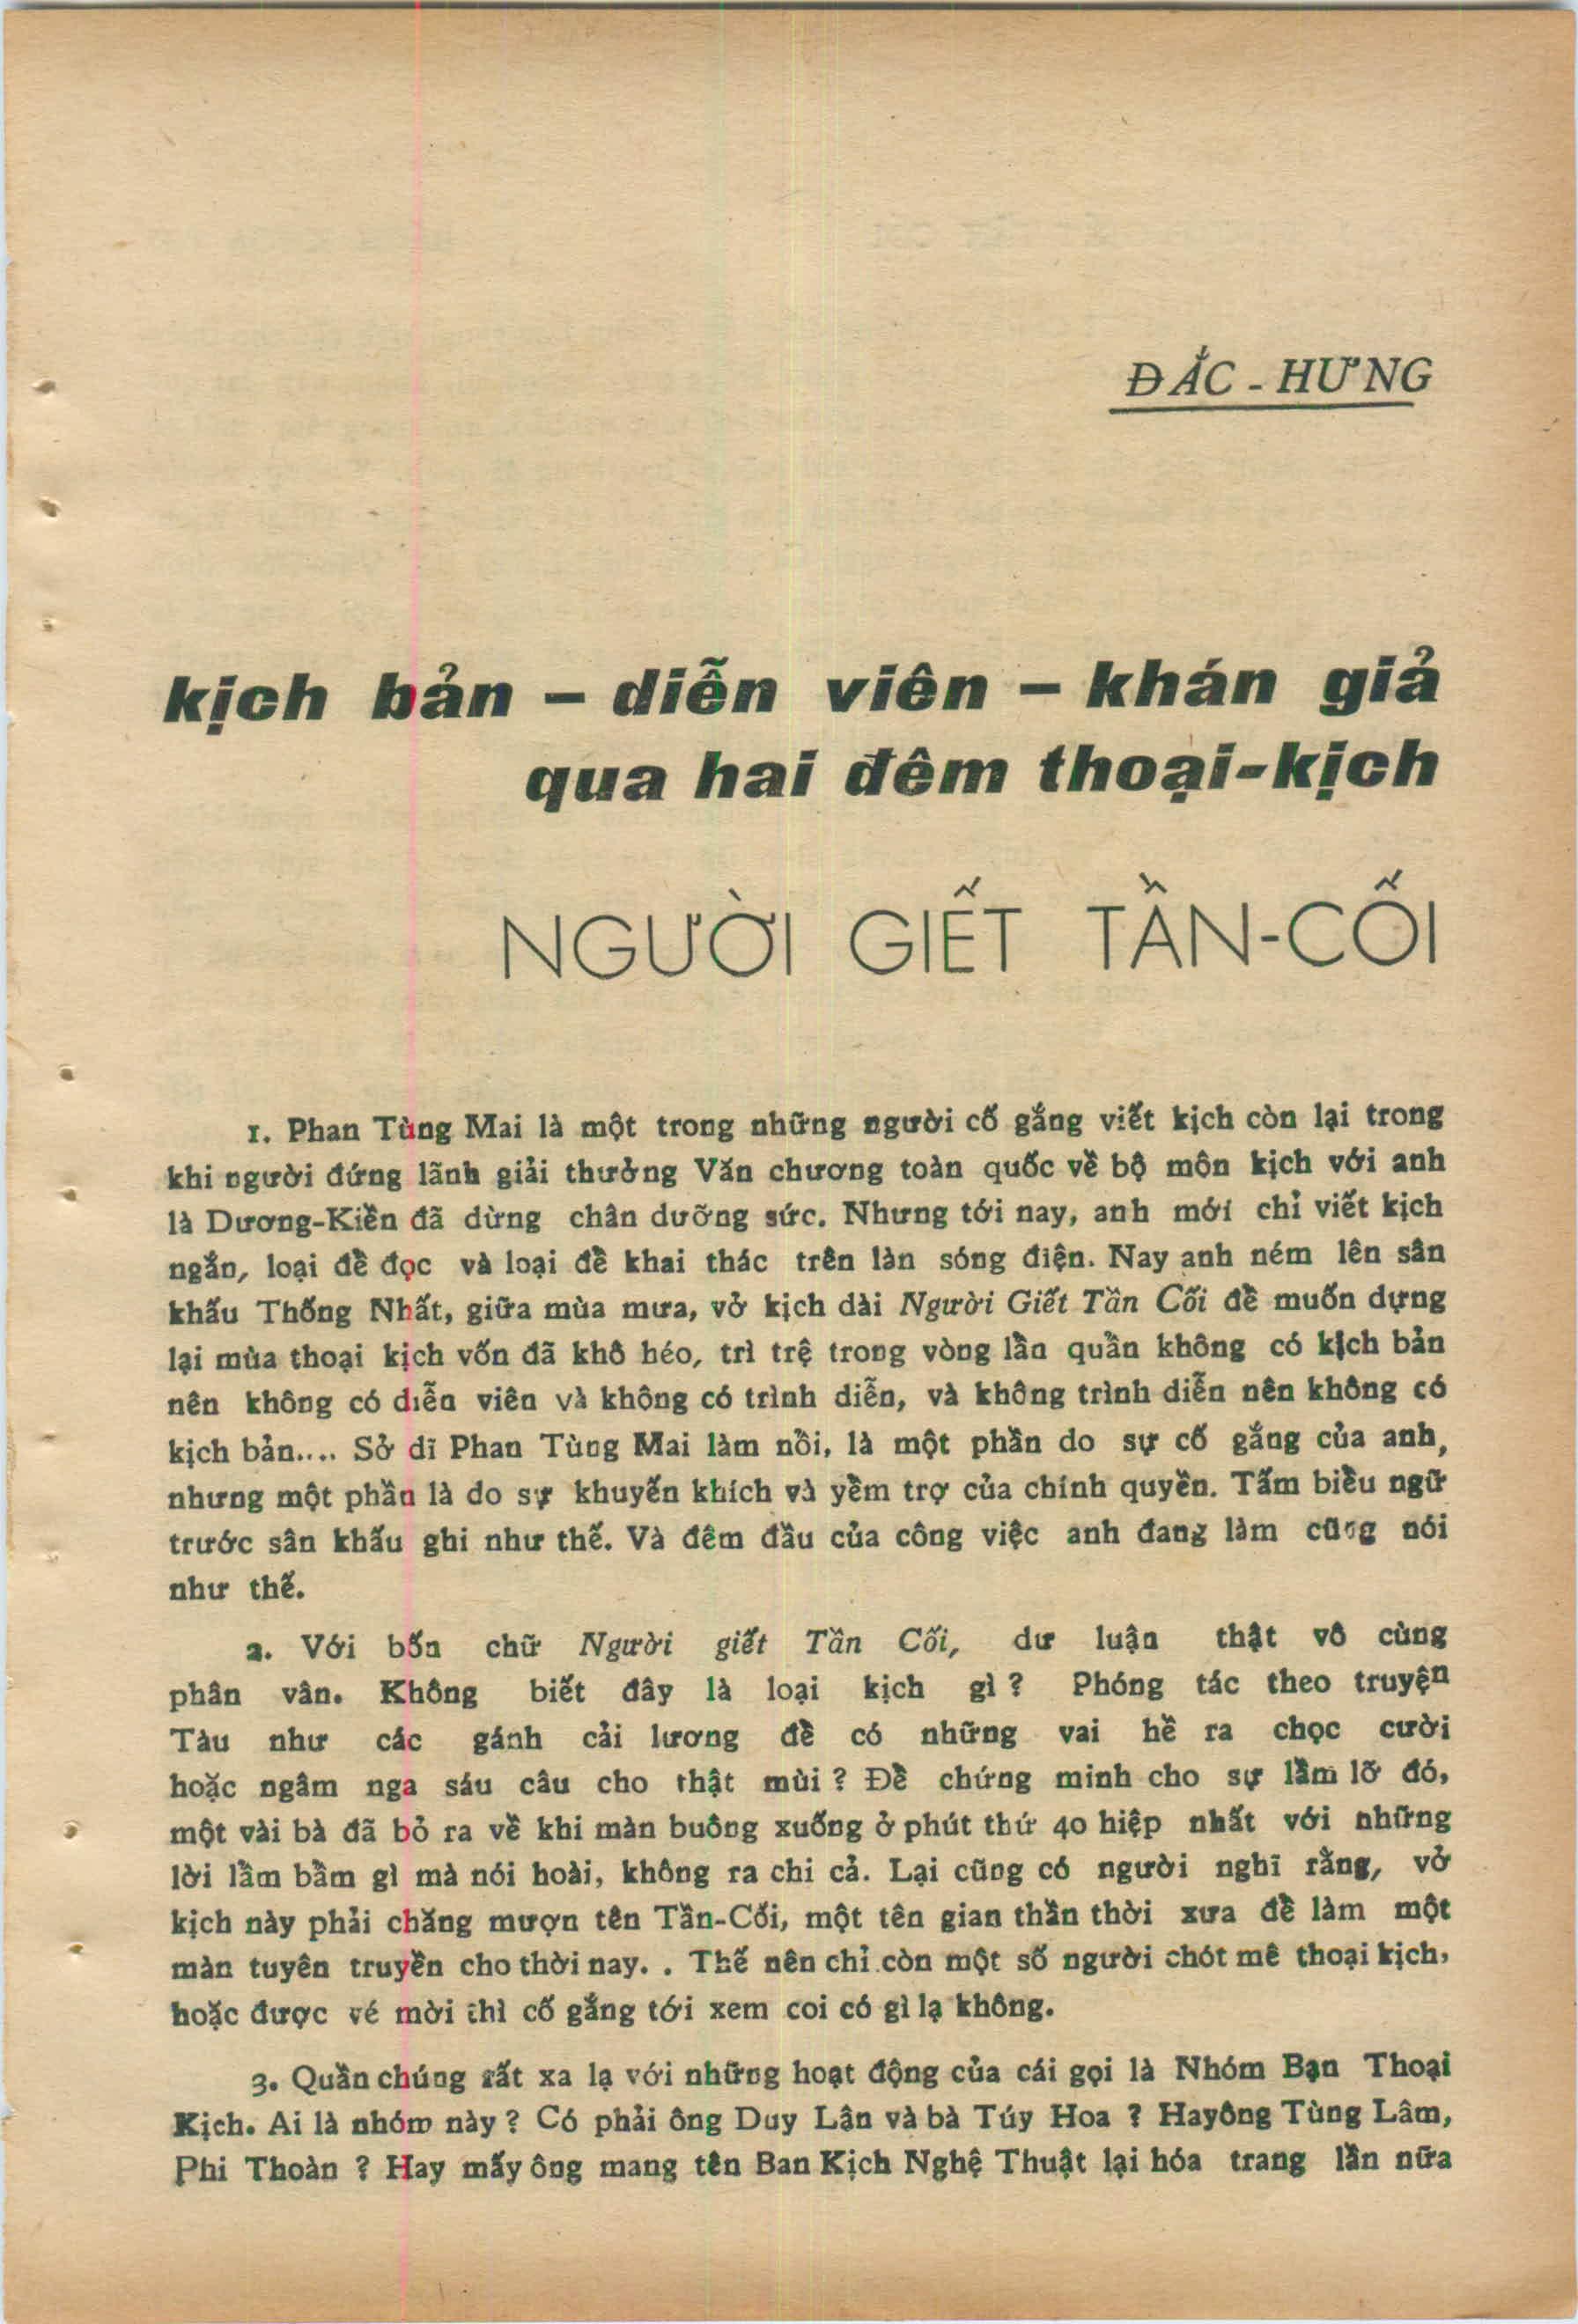 ĐẮC - HƯNG
kịch bản - diễn viên - khán giả
qua hai đêm thoại-kịch
NGƯỜI GIẾT TẦN-CỐI
1. Phan Tùng Mai là một trong những người cố gắng viết kịch còn lại trong
khi người đứng lãnh giải thưởng Văn chương toàn quốc về bộ môn kịch với anh
là Dương-Kiền đã dừng chân dưỡng sức. Nhưng tới nay, anh mới chỉ viết kịch
ngắn, loại để đọc và loại để khai thác trên làn sóng điện. Nay anh ném lên sân
khấu Thống Nhất, giữa mùa mưa, vở kịch dài Người Giết Tần Cối để muốn dựng
lại mùa thoại kịch vốn đã khô héo, trì trệ trong vòng lẩn quẩn không có kịch bản
nên không có diễn viên và không có trình diễn, và không trình diễn nên không có
kịch bản.... Sở dĩ Phan Tùng Mai làm nổi, là một phần do sự cố gắng của anh,
nhưng một phần là do sự khuyến khích và yểm trợ của chính quyền. Tấm biểu ngữ
trước sân khấu ghi như thế. Và đêm đầu của công việc anh đang làm cũng nói
như thế.
2. Với bốn chữ Người giết Tần Cối, dư luận thật vô cùng
phân vân. Không biết đây là loại kịch gì ? Phóng tác theo truyện
Tàu như các gánh cải lương để có những vai hề ra chọc cười
hoặc ngâm nga sáu câu cho thật mùi ? Để chứng minh cho sự lầm lỡ đó,
một vài bà đã bỏ ra về khi màn buông xuống ở phút thứ 40 hiệp nhất với những
lời lầm bầm gì mà nói hoài, không ra chi cả. Lại cũng có người nghĩ rằng, vở
kịch này phải chăng mượn tên Tần-Cối, một tên gian thần thời xưa để làm một
màn tuyên truyền cho thời nay. . Thế nên chỉ còn một số người chót mê thoại kịch,
hoặc được vé mời thì cố gắng tới xem coi có gì lạ không.
3. Quần chúng rất xa lạ với những hoạt động của cái gọi là Nhóm Bạn Thoại
Kịch. Ai là nhóm này ? Có phải ông Duy Lân và bà Túy Hoa ? Hay ông Tùng Lâm,
Phi Thoàn ? Hay mấy ông mang tên Ban Kịch Nghệ Thuật lại hóa trang lần nữa